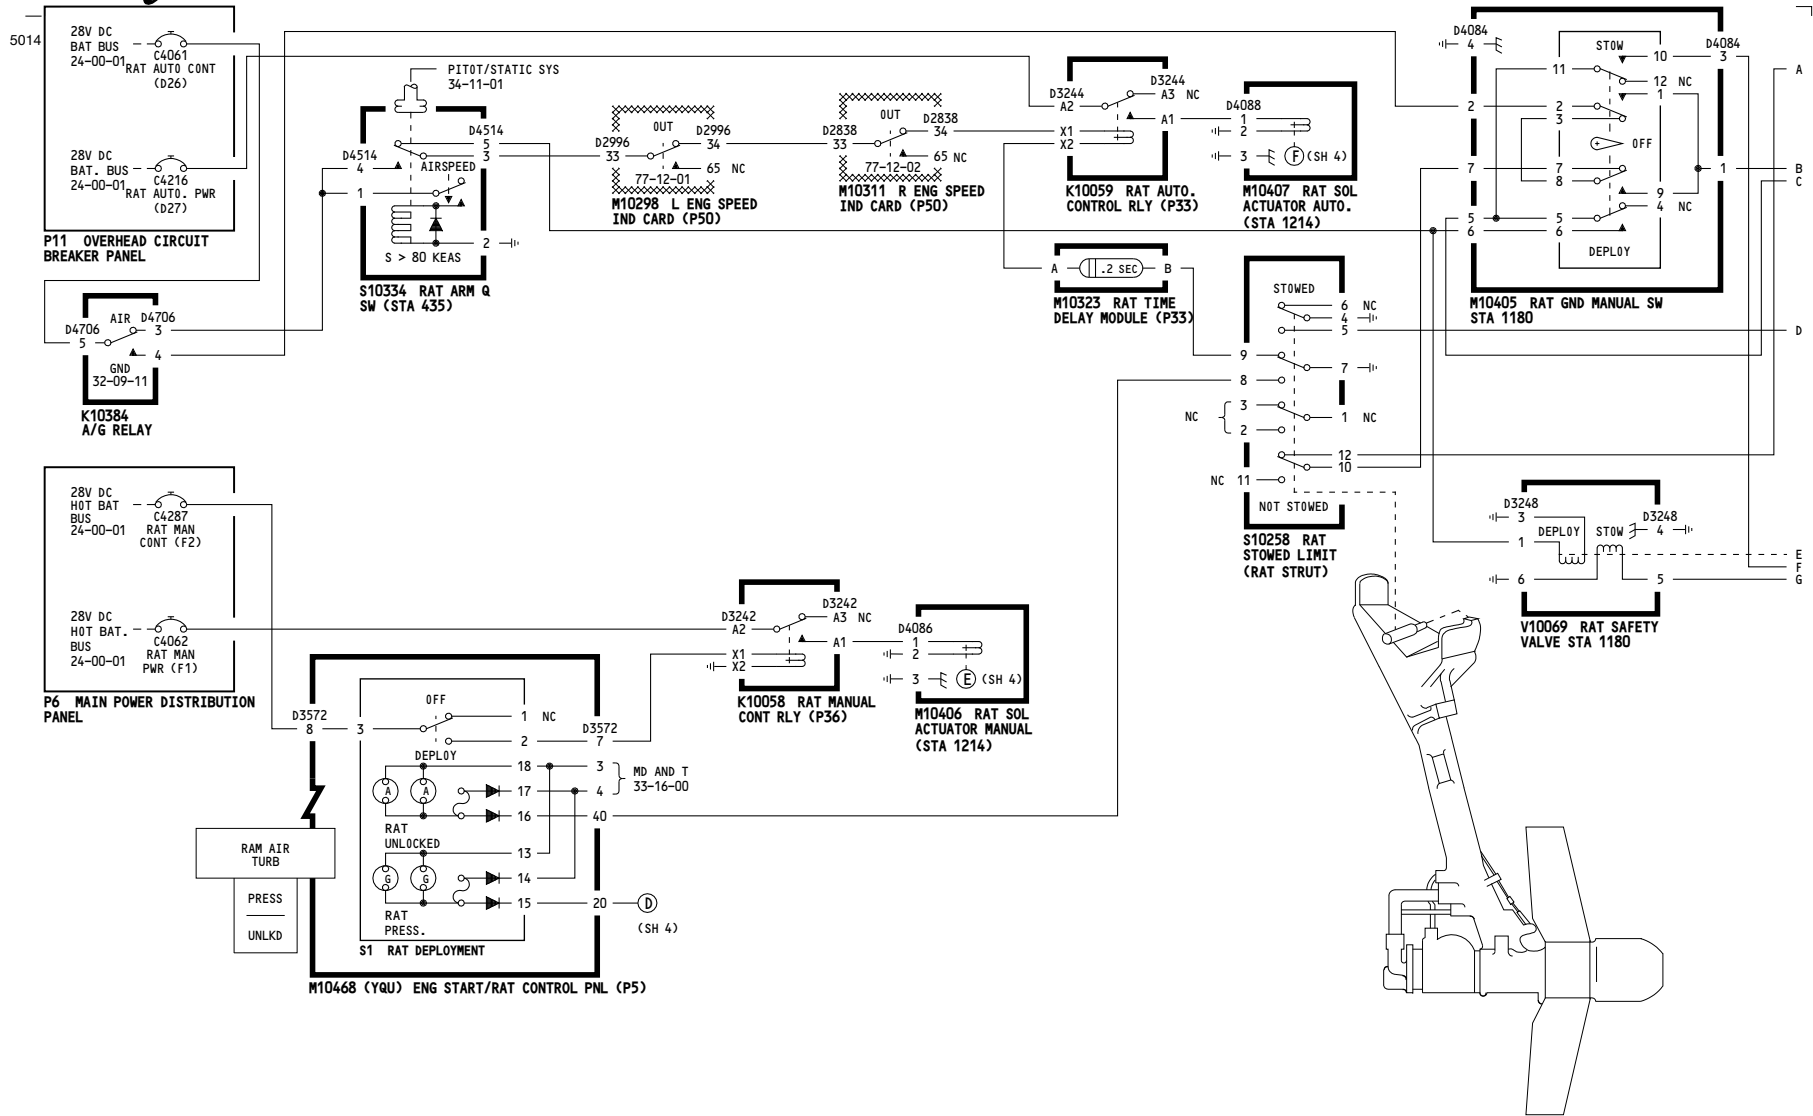 5014
28V DC
BAT BUS
24-00-01
C4061
RAT AUTO CONT
(D26)
28V DC
BAT. BUS
24-00-01
C4216
RAT AUTO. PWR
(D27)
P11 OVERHEAD CIRCUIT
BREAKER PANEL
PITOT/STATIC SYS
34-11-01
D4514
5
3
D4514
4
AIRSPEED
1
2
S > 80 KEAS
S10334 RAT ARM Q
SW (STA 435)
D2996
33
OUT
D2996
34
65 NC
77-12-01
M10298 L ENG SPEED
IND CARD (P50)
D2838
33
OUT
D2838
34
65 NC
77-12-02
M10311 R ENG SPEED
IND CARD (P50)
D3244
A2
D3244
A3 NC
A1
X1
X2
K10059 RAT AUTO.
CONTROL RLY (P33)
D4088
1
2
3
F (SH 4)
M10407 RAT SOL
ACTUATOR AUTO.
(STA 1214)
A .2 SEC B
M10323 RAT TIME
DELAY MODULE (P33)
D4084
4
STOW
10
D4084
3
11
12 NC
1
2 2
3
OFF
7 7
8
9
1
4 NC
5 5
6 6
DEPLOY
M10405 RAT GND MANUAL SW
STA 1180
A
B
C
D
E
F
G
D4706
5
AIR
D4706
3
4
GND
32-09-11
K10384
A/G RELAY
STOWED
6 NC
4
5
9
7
8
NC
3
1 NC
2
12
10
NC 11
NOT STOWED
S10258 RAT
STOWED LIMIT
(RAT STRUT)
D3248
3
DEPLOY
STOW
D3248
4
1
6
5
V10069 RAT SAFETY
VALVE STA 1180
28V DC
HOT BAT
BUS
24-00-01
C4287
RAT MAN
CONT (F2)
28V DC
HOT BAT.
BUS
24-00-01
C4062
RAT MAN
PWR (F1)
P6 MAIN POWER DISTRIBUTION
PANEL
D3242
A2
D3242
A3 NC
A1
X1
X2
K10058 RAT MANUAL
CONT RLY (P36)
D4086
1
2
3
E (SH 4)
M10406 RAT SOL
ACTUATOR MANUAL
(STA 1214)
D3572
8
3
OFF
1 NC
2
D3572
7
DEPLOY
18
3
17
4
MD AND T
33-16-00
A A
16
40
RAT
UNLOCKED
13
G G
14
15
20
D
(SH 4)
RAT
PRESS.
S1 RAT DEPLOYMENT
RAM AIR
TURB
PRESS
UNLKD
M10468 (YQU) ENG START/RAT CONTROL PNL (P5)